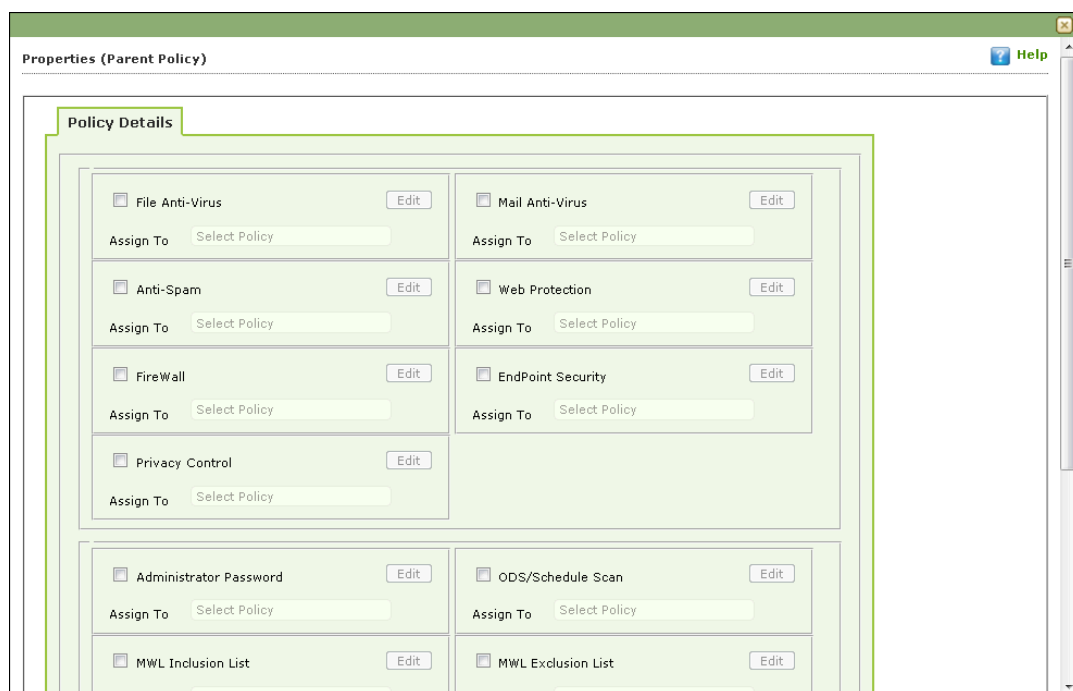 Properties (Parent Policy)
Help
Policy Details
File Anti-Virus Edit
Assign To Select Policy
Mail Anti-Virus Edit
Assign To Select Policy
Anti-Spam Edit
Assign To Select Policy
Web Protection Edit
Assign To Select Policy
FireWall Edit
Assign To Select Policy
EndPoint Security Edit
Assign To Select Policy
Privacy Control Edit
Assign To Select Policy
Administrator Password Edit
Assign To Select Policy
ODS/Schedule Scan Edit
Assign To Select Policy
MWL Inclusion List Edit
MWL Exclusion List Edit